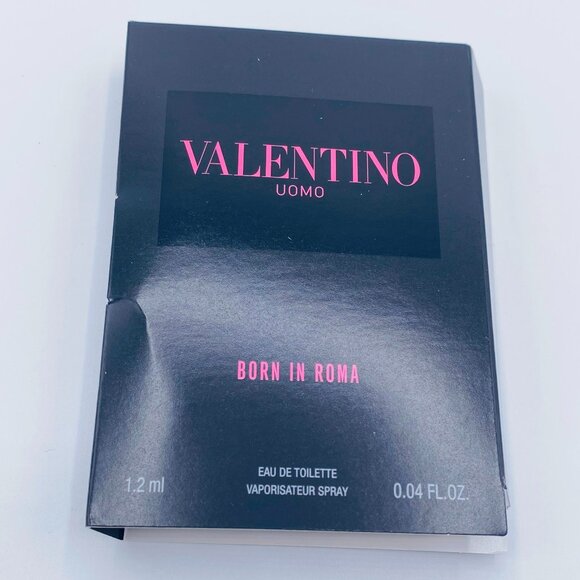 VALENTINO
UOMO
BORN IN ROMA
EAU DE TOILETTE
1.2 ml VAPORISATEUR SPRAY 0.04 FL.OZ.